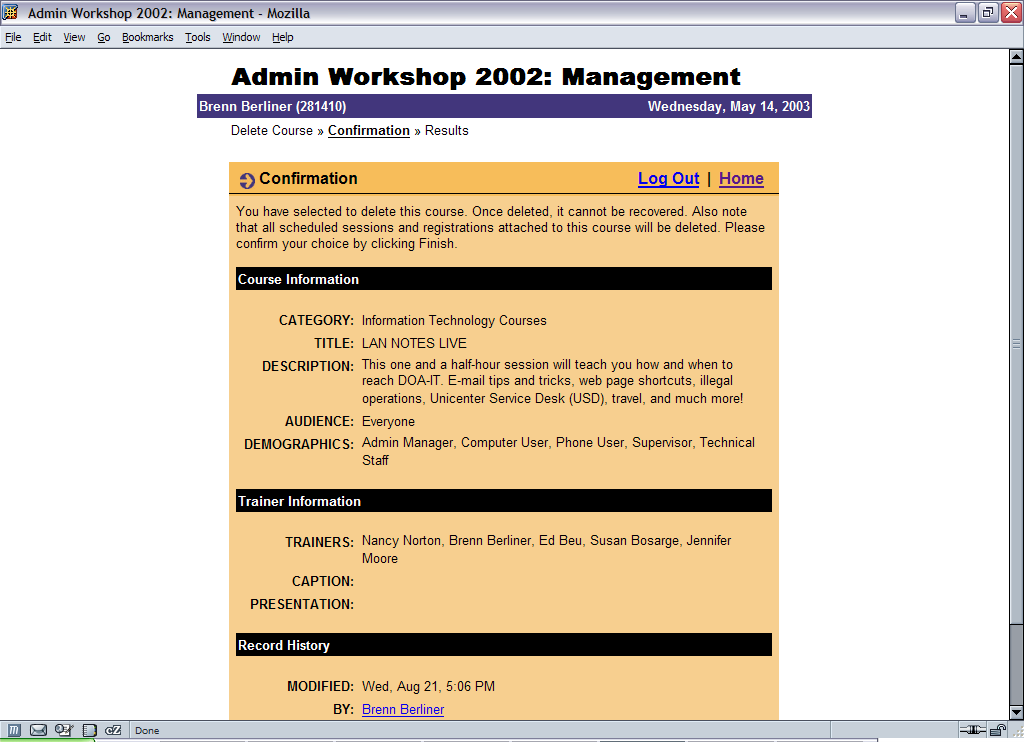 Admin Workshop 2002: Management - Mozilla
File Edit View Go Bookmarks Tools Window Help
Admin Workshop 2002: Management
Brenn Berliner (281410) Wednesday, May 14, 2003
Delete Course » Confirmation » Results
Confirmation Log Out | Home
You have selected to delete this course. Once deleted, it cannot be recovered. Also note
that all scheduled sessions and registrations attached to this course will be deleted. Please
confirm your choice by clicking Finish.
Course Information
CATEGORY: Information Technology Courses
TITLE: LAN NOTES LIVE
DESCRIPTION: This one and a half-hour session will teach you how and when to
reach DOA-IT. E-mail tips and tricks, web page shortcuts, illegal
operations, Unicenter Service Desk (USD), travel, and much more!
AUDIENCE: Everyone
DEMOGRAPHICS: Admin Manager, Computer User, Phone User, Supervisor, Technical
Staff
Trainer Information
TRAINERS: Nancy Norton, Brenn Berliner, Ed Beu, Susan Bosarge, Jennifer
Moore
CAPTION:
PRESENTATION:
Record History
MODIFIED: Wed, Aug 21, 5:06 PM
BY: Brenn Berliner
cZ Done